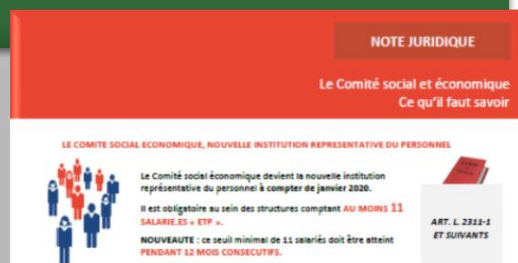 NOTE JURIDIQUE
Le Comité social et économique
Ce qu'il faut savoir
LE COMITE SOCIAL ECONOMIQUE, NOUVELLE INSTITUTION REPRESENTATIVE DU PERSONNEL
Le Comité social économique devient la nouvelle institution
représentative du personnel à compter de janvier 2020.
Il est obligatoire au sein des structures comptant AU MOINS 11
SALARIE.ES « ETP ».
NOUVEAUTE : ce seuil minimal de 11 salariés doit être atteint
PENDANT 12 MOIS CONSECUTIFS.
ART. L. 2311-1
ET SUIVANTS